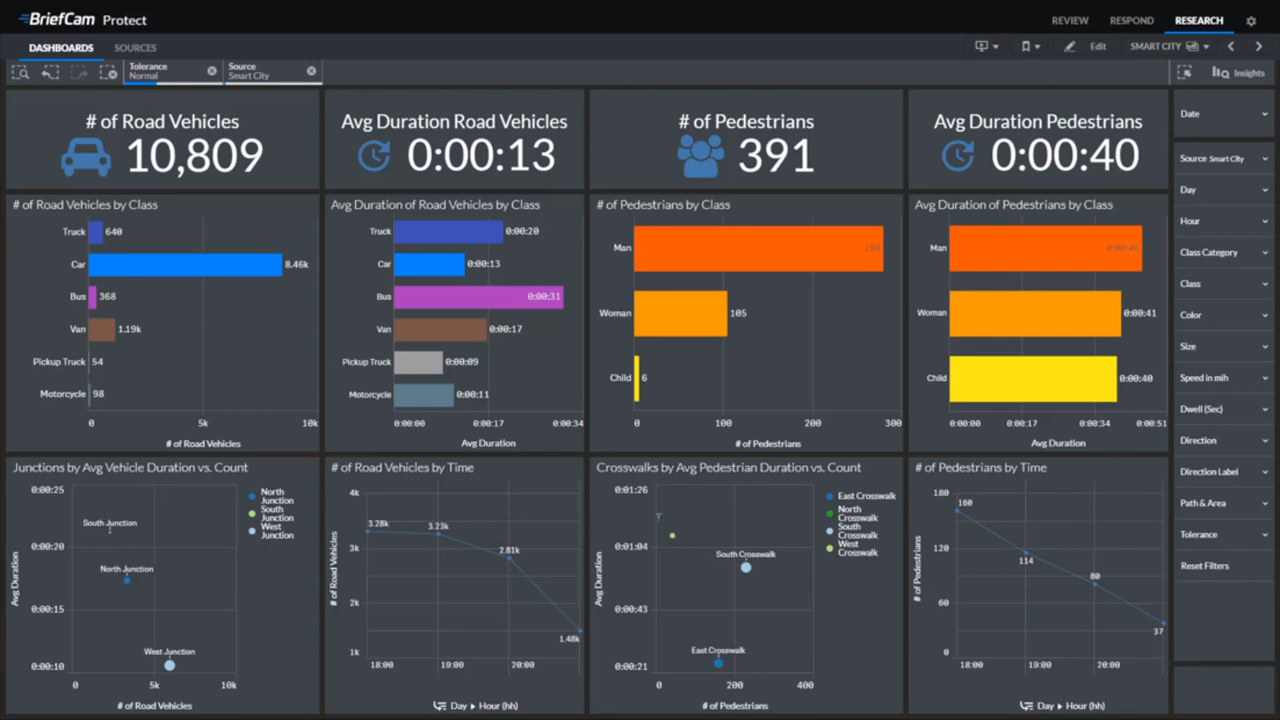 BriefCam Protect
REVIEW RESPOND RESEARCH
DASHBOARDS SOURCES
Edit SMART CITY
Tolerance
Normal
Source
Smart City
Insights
# of Road Vehicles
10,809
Avg Duration Road Vehicles
0:00:13
# of Pedestrians
391
Avg Duration Pedestrians
0:00:40
Date
Source Smart City
Day
Hour
Class Category
Class
Color
Size
Speed in mih
Dwell (Sec)
Direction
Direction Label
Path & Area
Tolerance
Reset Filters
# of Road Vehicles by Class
Truck 640
Car 8.46k
Bus 368
Van 1.19k
Pickup Truck 54
Motorcycle 98
0 5k 10k
# of Road Vehicles
Avg Duration of Road Vehicles by Class
Truck 0:00:20
Car 0:00:13
Bus 0:00:31
Van 0:00:17
Pickup Truck 0:00:09
Motorcycle 0:00:11
0:00:00 0:00:17 0:00:34
Avg Duration
# of Pedestrians by Class
Man
Woman 105
Child 6
0 100 200 300
# of Pedestrians
Avg Duration of Pedestrians by Class
Man
Woman 0:00:41
Child 0:00:40
0:00:00 0:00:17 0:00:34 0:00:51
Avg Duration
Junctions by Avg Vehicle Duration vs. Count
0:00:25
0:00:20
0:00:15
0:00:10
Avg Duration
South Junction
North Junction
West Junction
North
Junction
South
Junction
West
Junction
0 5k 10k
# of Road Vehicles
# of Road Vehicles by Time
4k
3k
2k
1k
# of Road Vehicles
3.28k
3.23k
2.81k
1.48k
18:00 19:00 20:00
Day Hour (hh)
Crosswalks by Avg Pedestrian Duration vs. Count
0:01:26
0:01:04
0:00:43
0:00:21
Avg Duration
South Crosswalk
East Crosswalk
East Crosswalk
North
Crosswalk
South
Crosswalk
West
Crosswalk
0 200 400
# of Pedestrians
# of Pedestrians by Time
180
120
60
0
# of Pedestrians
160
114
80
37
18:00 19:00 20:00
Day Hour (hh)